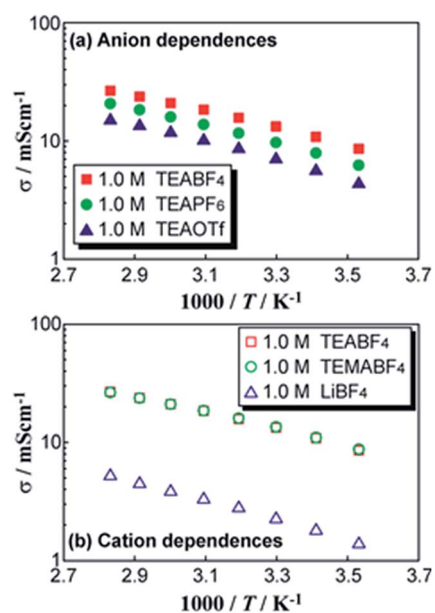 (a) Anion dependences
100
10
1
σ / mScm⁻¹
1.0 M TEABF₄
1.0 M TEAPF₆
1.0 M TEAOTf
2.7 2.9 3.1 3.3 3.5 3.7
1000 / T / K⁻¹
100
10
1
σ / mScm⁻¹
1.0 M TEABF₄
1.0 M TEMABF₄
1.0 M LiBF₄
(b) Cation dependences
2.7 2.9 3.1 3.3 3.5 3.7
1000 / T / K⁻¹